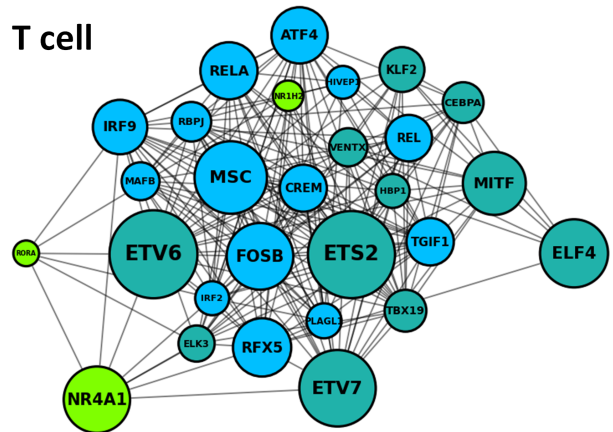 T cell
ATF4
RELA
KLF2
HIVEP1
NR1H2
CEBPA
IRF9
RBPJ
REL
VENTX
MSC
MAFB
CREM
HBP1
MITF
ETV6
FOSB
ETS2
TGIF1
ELF4
RORA
IRF2
TBX19
PLAGL1
ELK3
RFX5
NR4A1
ETV7